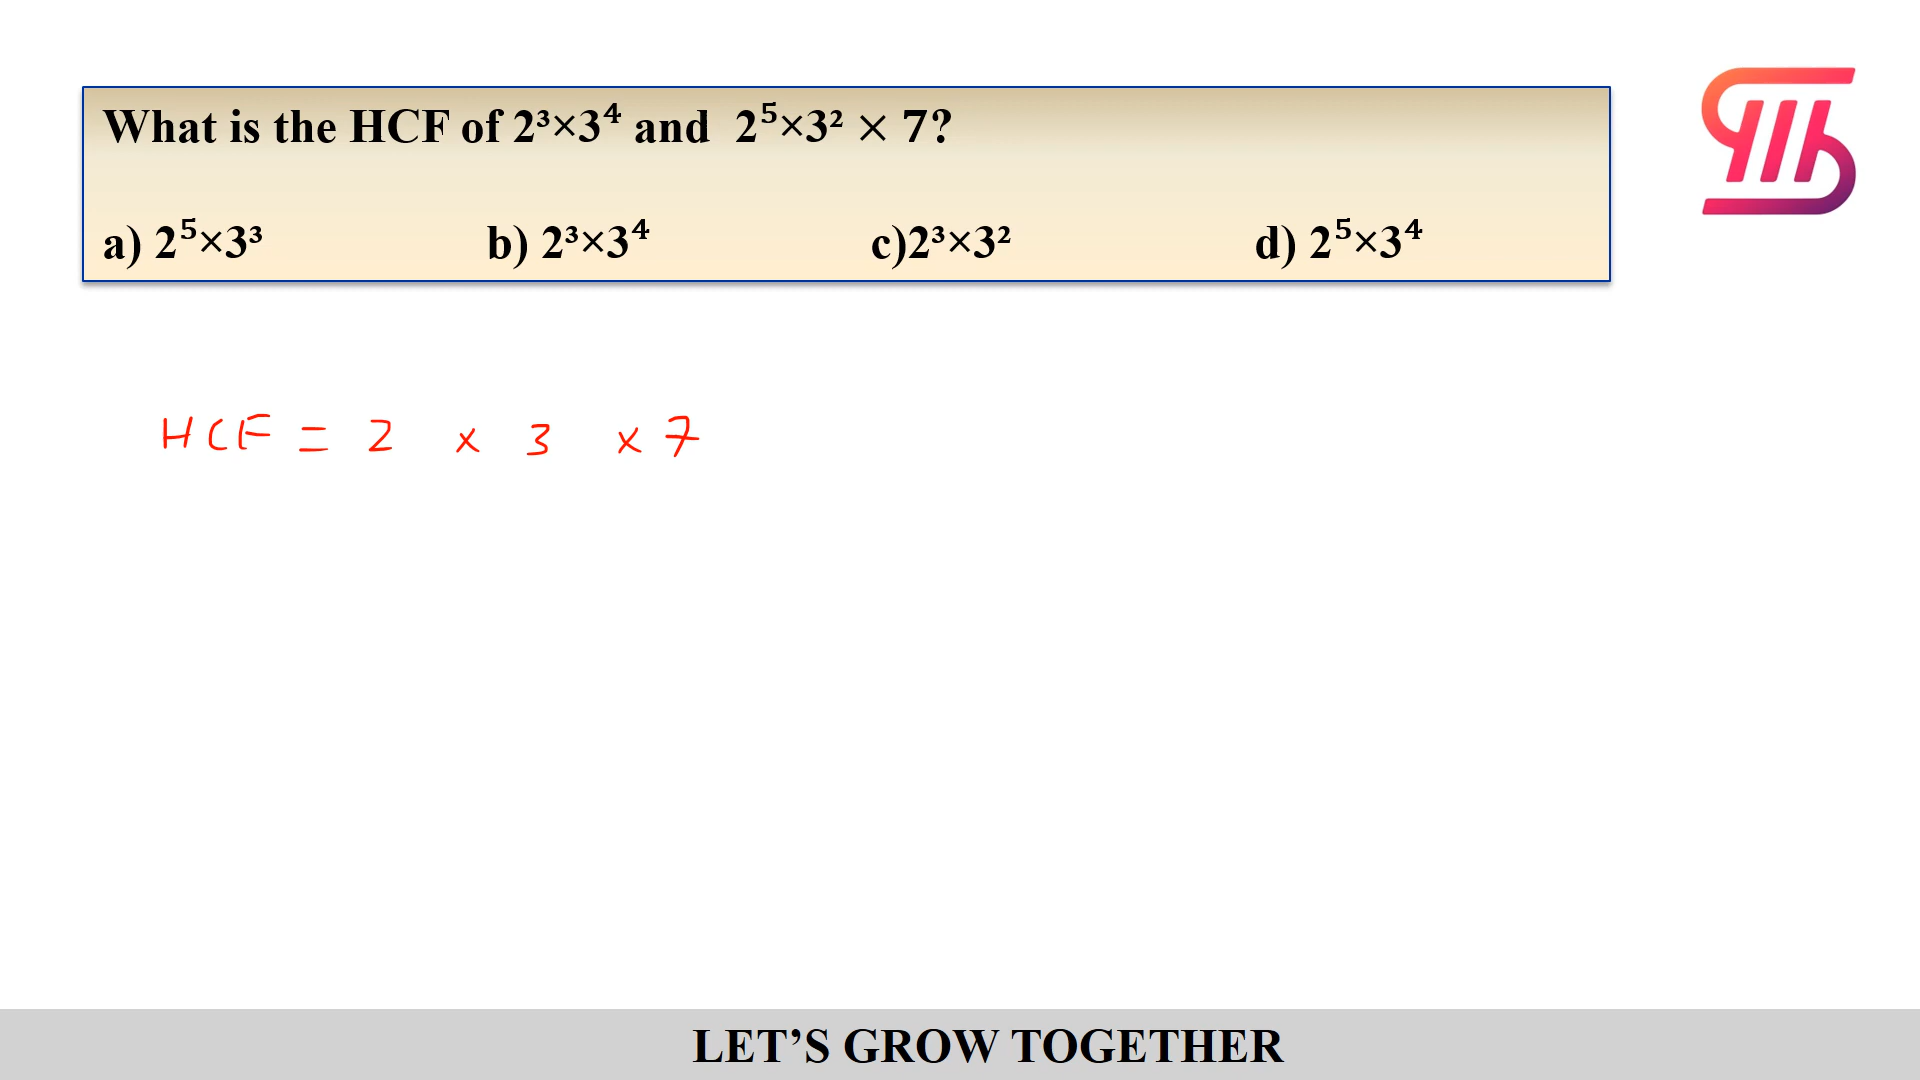 What is the HCF of 2³×3⁴ and 2⁵×3² × 7?
a) 2⁵×3³ b) 2³×3⁴ c)2³×3² d) 2⁵×3⁴
HCF = 2 × 3 × 7
LET’S GROW TOGETHER